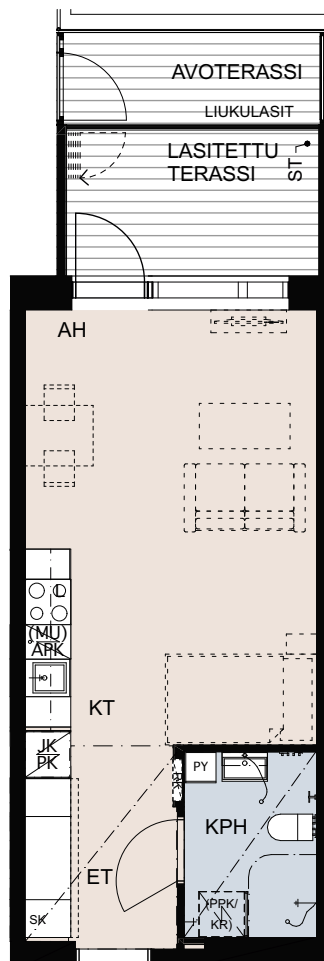 AVOTERASSI
LIUKULASIT
LASITETTU
TERASSI
ST
AH
L
(MU)
APK
KT
JK
PK
PY
KPH
ET
(PPK/
KR)
SK